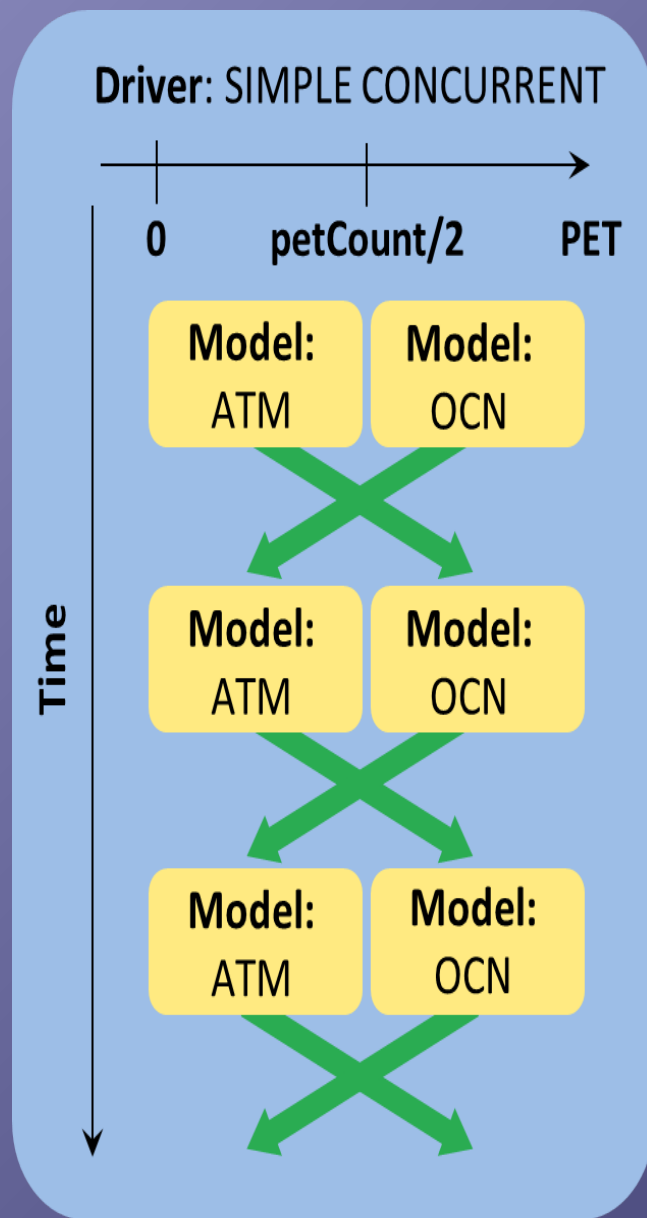 Driver: SIMPLE CONCURRENT
0 petCount/2 PET
Model: Model:
ATM OCN
Time
Model: Model:
ATM OCN
Model: Model:
ATM OCN